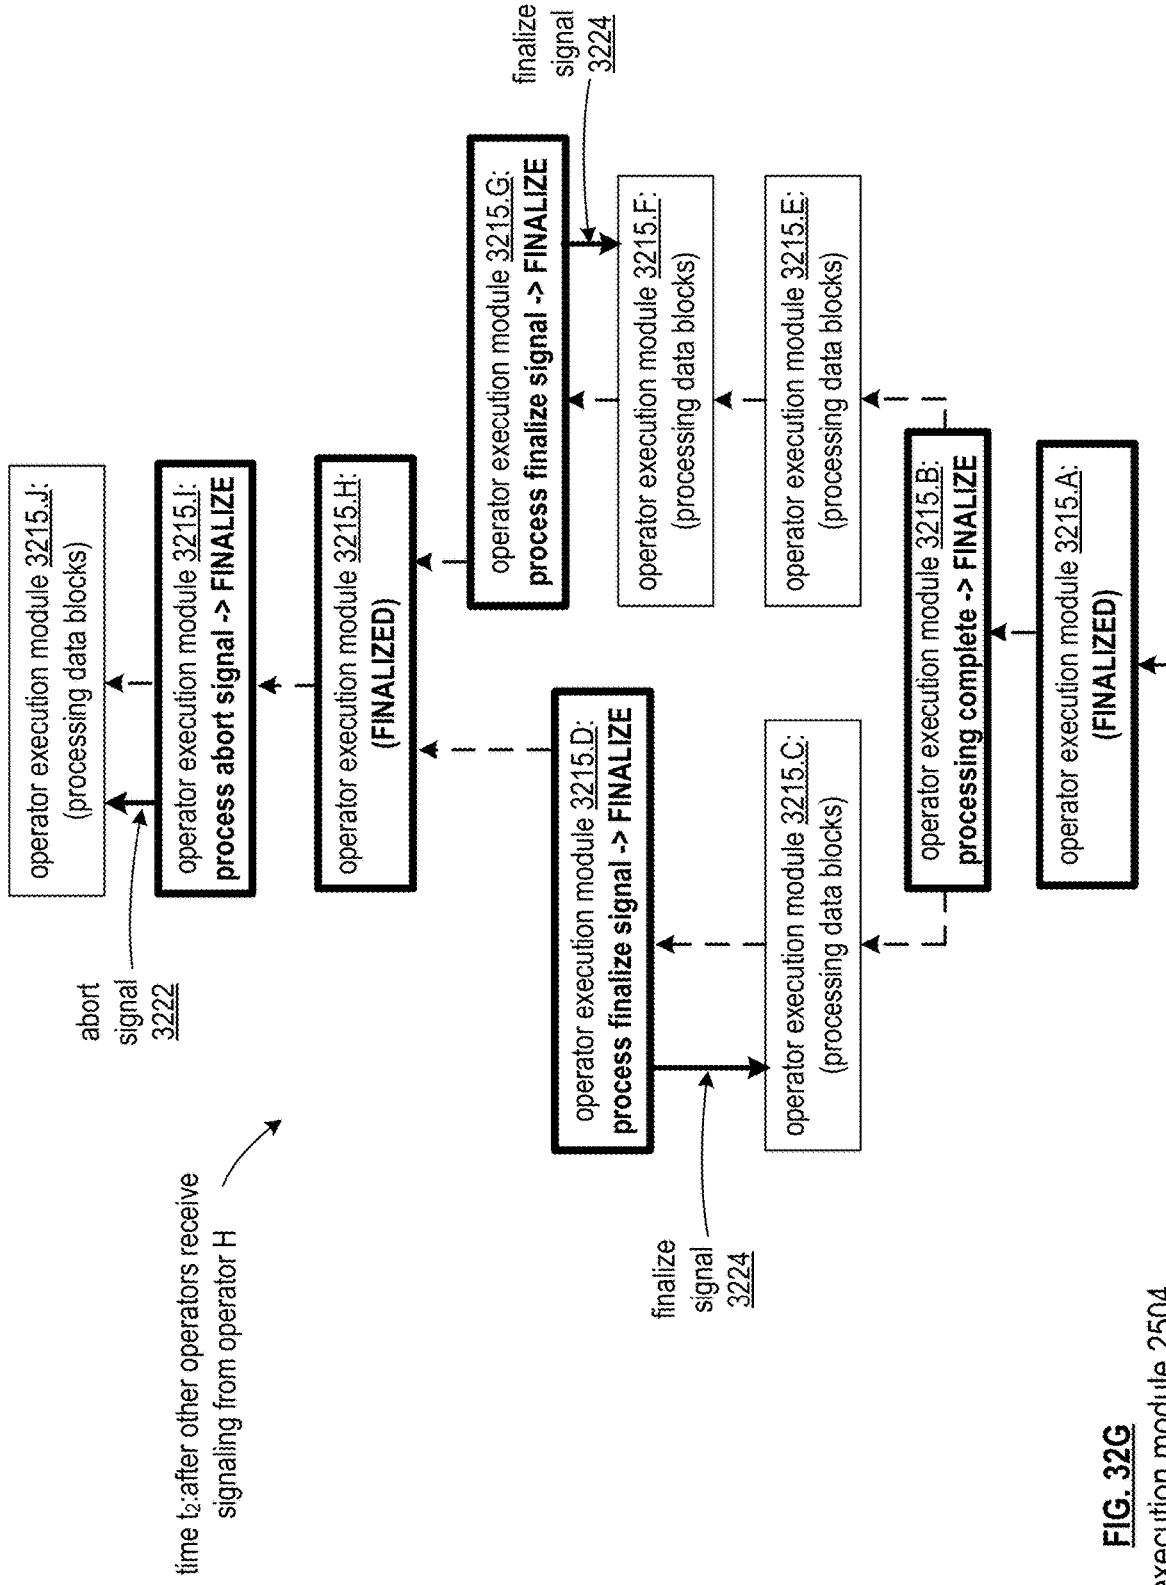 time t₂:after other operators receive
signaling from operator H
abort
signal
3222
operator execution module 3215.J:
(processing data blocks)
operator execution module 3215.I:
process abort signal -> FINALIZE
operator execution module 3215.H:
(FINALIZED)
finalize
signal
3224
operator execution module 3215.D:
process finalize signal -> FINALIZE
operator execution module 3215.G:
process finalize signal -> FINALIZE
finalize
signal
3224
operator execution module 3215.C:
(processing data blocks)
operator execution module 3215.F:
(processing data blocks)
operator execution module 3215.E:
(processing data blocks)
operator execution module 3215.B:
processing complete -> FINALIZE
operator execution module 3215.A:
(FINALIZED)
FIG. 32G
execution module 2504